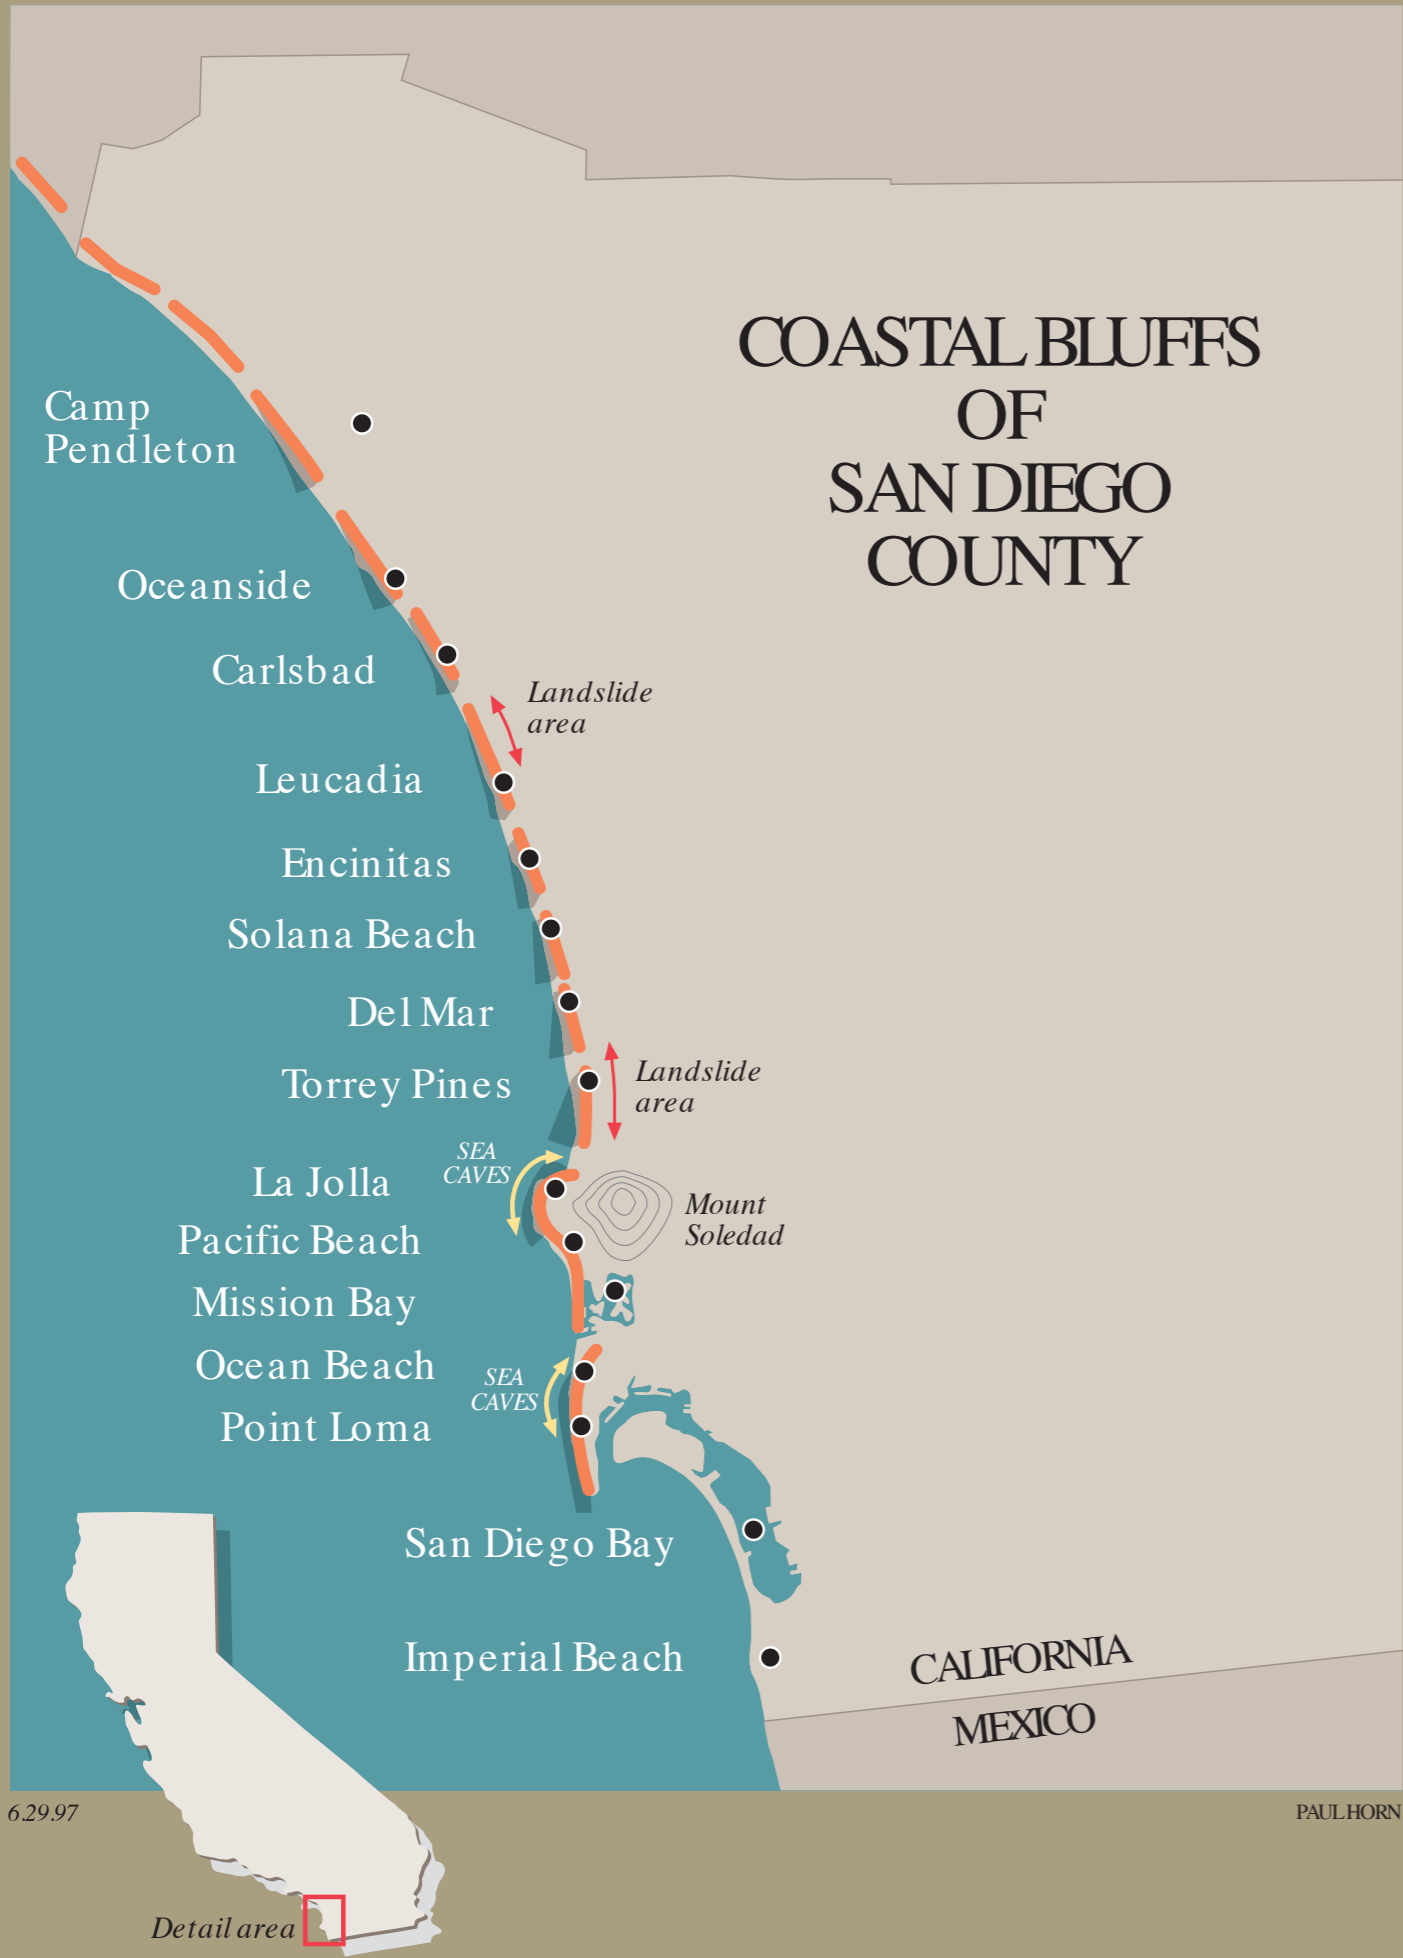 COASTAL BLUFFS
OF
SAN DIEGO
COUNTY
Camp
Pendleton
Oceanside
Carlsbad
Landslide
area
Leucadia
Encinitas
Solana Beach
Del Mar
Torrey Pines
Landslide
area
SEA
CAVES
La Jolla
Mount
Soledad
Pacific Beach
Mission Bay
Ocean Beach
SEA
CAVES
Point Loma
San Diego Bay
Imperial Beach
CALIFORNIA
MEXICO
6.29.97
PAUL HORN
Detail area